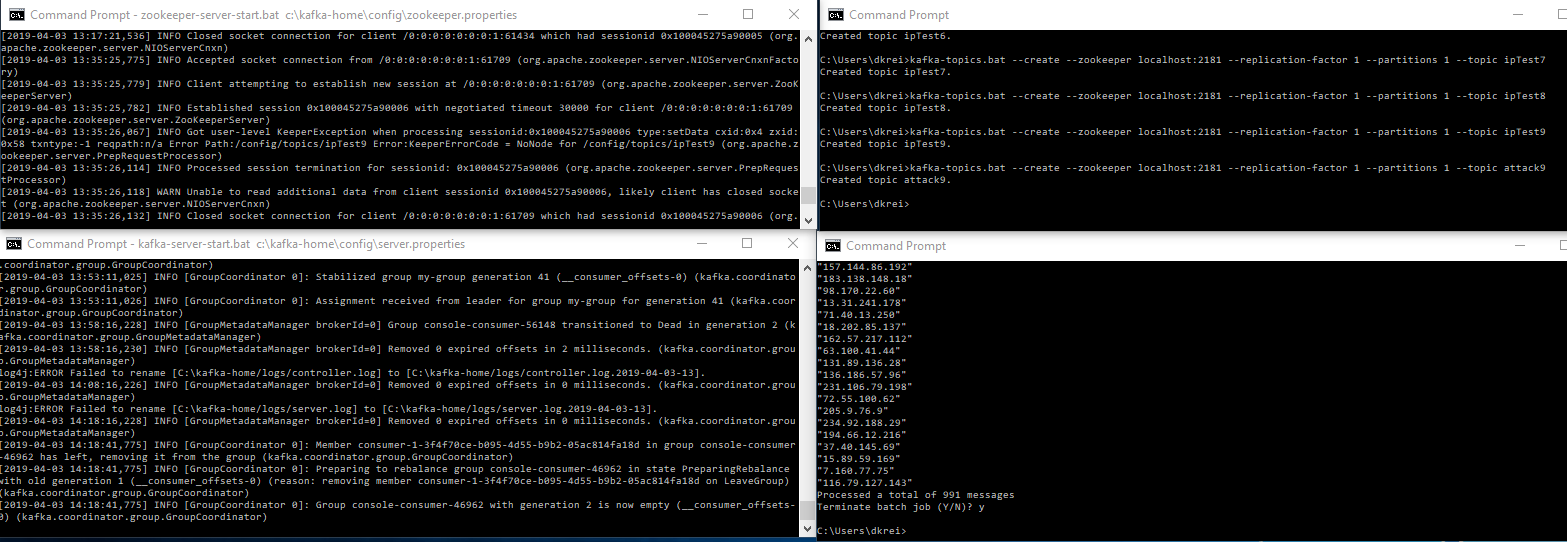 Command Prompt - zookeeper-server-start.bat  c:\kafka-home\config\zookeeper.properties
[2019-04-03 13:17:21,536] INFO Closed socket connection for client /0:0:0:0:0:0:0:1:61434 which had sessionid 0x100045275a90005 (org.
apache.zookeeper.server.NIOServerCnxn)
[2019-04-03 13:35:25,775] INFO Accepted socket connection from /0:0:0:0:0:0:0:1:61709 (org.apache.zookeeper.server.NIOServerCnxnFacto
ry)
[2019-04-03 13:35:25,779] INFO Client attempting to establish new session at /0:0:0:0:0:0:0:1:61709 (org.apache.zookeeper.server.ZooK
eeperServer)
[2019-04-03 13:35:25,782] INFO Established session 0x100045275a90006 with negotiated timeout 30000 for client /0:0:0:0:0:0:0:1:61709
(org.apache.zookeeper.server.ZooKeeperServer)
[2019-04-03 13:35:26,067] INFO Got user-level KeeperException when processing sessionid:0x100045275a90006 type:setData cxid:0x4 zxid:
0x58 txntype:-1 reqpath:n/a Error Path:/config/topics/ipTest9 Error:KeeperErrorCode = NoNode for /config/topics/ipTest9 (org.apache.z
ookeeper.server.PrepRequestProcessor)
[2019-04-03 13:35:26,114] INFO Processed session termination for sessionid: 0x100045275a90006 (org.apache.zookeeper.server.PrepReques
tProcessor)
[2019-04-03 13:35:26,118] WARN Unable to read additional data from client sessionid 0x100045275a90006, likely client has closed socke
t (org.apache.zookeeper.server.NIOServerCnxn)
[2019-04-03 13:35:26,132] INFO Closed socket connection for client /0:0:0:0:0:0:0:1:61709 which had sessionid 0x100045275a90006 (org.
Command Prompt
Created topic ipTest6.
C:\Users\dkrei>kafka-topics.bat --create --zookeeper localhost:2181 --replication-factor 1 --partitions 1 --topic ipTest7
Created topic ipTest7.
C:\Users\dkrei>kafka-topics.bat --create --zookeeper localhost:2181 --replication-factor 1 --partitions 1 --topic ipTest8
Created topic ipTest8.
C:\Users\dkrei>kafka-topics.bat --create --zookeeper localhost:2181 --replication-factor 1 --partitions 1 --topic ipTest9
Created topic ipTest9.
C:\Users\dkrei>kafka-topics.bat --create --zookeeper localhost:2181 --replication-factor 1 --partitions 1 --topic attack9
Created topic attack9.
C:\Users\dkrei>
Command Prompt - kafka-server-start.bat  c:\kafka-home\config\server.properties
.coordinator.group.GroupCoordinator)
[2019-04-03 13:53:11,025] INFO [GroupCoordinator 0]: Stabilized group my-group generation 41 (__consumer_offsets-0) (kafka.coordinato
r.group.GroupCoordinator)
[2019-04-03 13:53:11,026] INFO [GroupCoordinator 0]: Assignment received from leader for group my-group for generation 41 (kafka.coor
dinator.group.GroupCoordinator)
[2019-04-03 13:58:16,228] INFO [GroupMetadataManager brokerId=0] Group console-consumer-56148 transitioned to Dead in generation 2 (k
afka.coordinator.group.GroupMetadataManager)
[2019-04-03 13:58:16,230] INFO [GroupMetadataManager brokerId=0] Removed 0 expired offsets in 2 milliseconds. (kafka.coordinator.grou
p.GroupMetadataManager)
log4j:ERROR Failed to rename [C:\kafka-home/logs/controller.log] to [C:\kafka-home/logs/controller.log.2019-04-03-13].
[2019-04-03 14:08:16,226] INFO [GroupMetadataManager brokerId=0] Removed 0 expired offsets in 0 milliseconds. (kafka.coordinator.grou
p.GroupMetadataManager)
log4j:ERROR Failed to rename [C:\kafka-home/logs/server.log] to [C:\kafka-home/logs/server.log.2019-04-03-13].
[2019-04-03 14:18:16,228] INFO [GroupMetadataManager brokerId=0] Removed 0 expired offsets in 0 milliseconds. (kafka.coordinator.grou
p.GroupMetadataManager)
[2019-04-03 14:18:41,775] INFO [GroupCoordinator 0]: Member consumer-1-3f4f70ce-b095-4d55-b9b2-05ac814fa18d in group console-consumer
-46962 has left, removing it from the group (kafka.coordinator.group.GroupCoordinator)
[2019-04-03 14:18:41,775] INFO [GroupCoordinator 0]: Preparing to rebalance group console-consumer-46962 in state PreparingRebalance
with old generation 1 (__consumer_offsets-0) (reason: removing member consumer-1-3f4f70ce-b095-4d55-b9b2-05ac814fa18d on LeaveGroup)
(kafka.coordinator.group.GroupCoordinator)
[2019-04-03 14:18:41,775] INFO [GroupCoordinator 0]: Group console-consumer-46962 with generation 2 is now empty (__consumer_offsets-
0) (kafka.coordinator.group.GroupCoordinator)
Command Prompt
"157.144.86.192"
"183.138.148.18"
"98.170.22.60"
"13.31.241.178"
"71.40.13.250"
"18.202.85.137"
"162.57.217.112"
"63.100.41.44"
"131.89.136.28"
"136.186.57.96"
"231.106.79.198"
"72.55.100.62"
"205.9.76.9"
"234.92.188.29"
"194.66.12.216"
"37.40.145.69"
"15.89.59.169"
"7.160.77.75"
"116.79.127.143"
Processed a total of 991 messages
Terminate batch job (Y/N)? y
C:\Users\dkrei>